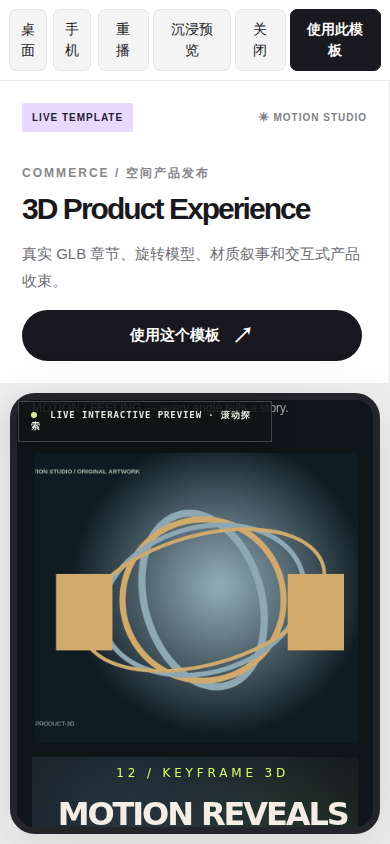 桌面
手机
重播
沉浸预览
关闭
使用此模板
LIVE TEMPLATE
✷ MOTION STUDIO
COMMERCE / 空间产品发布
3D Product Experience
真实 GLB 章节、旋转模型、材质叙事和交互式产品
收束。
使用这个模板 ↗
LIVE INTERACTIVE PREVIEW · 滚动探
索
story.
ION STUDIO / ORIGINAL ARTWORK
PRODUCT-3D
12 / KEYFRAME 3D
MOTION REVEALS